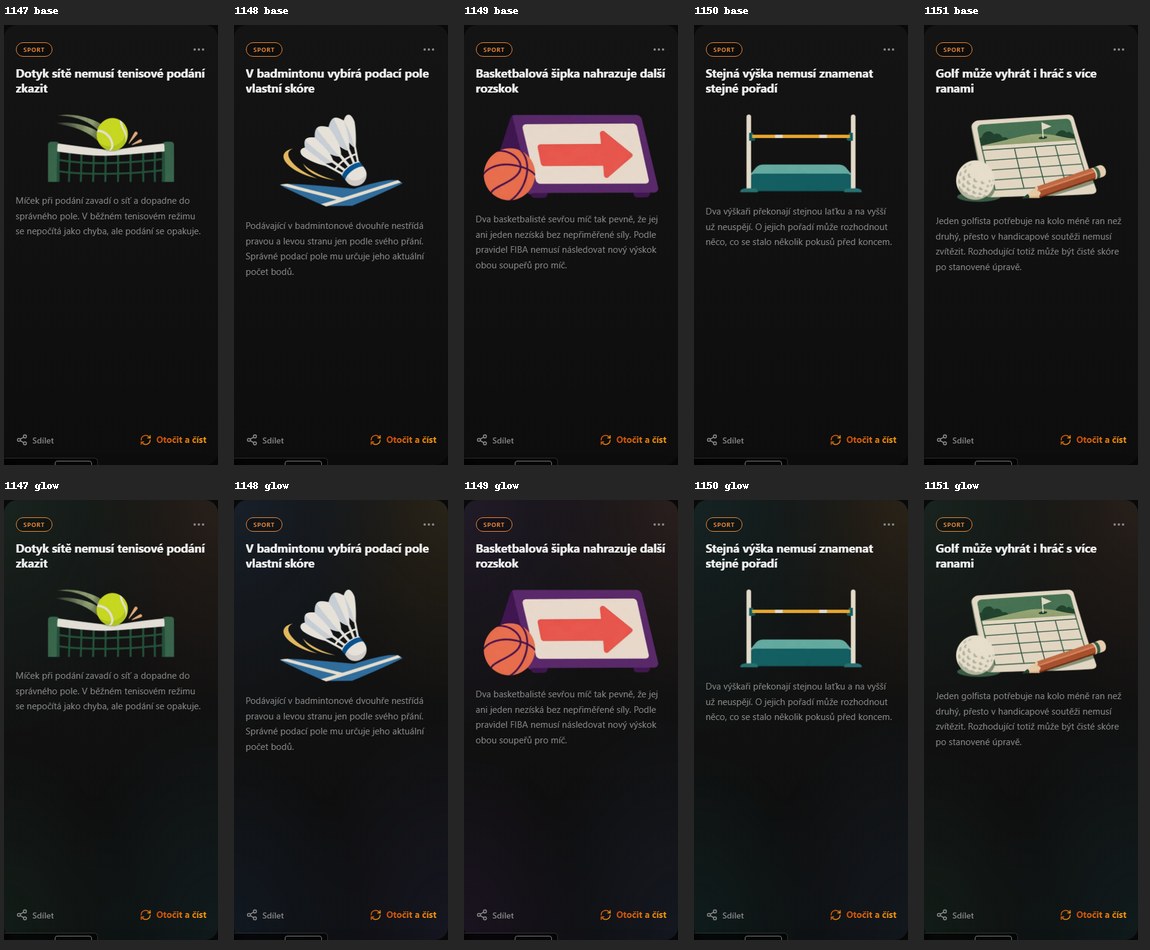 1147 base
SPORT
Dotyk sítě nemusí tenisové podání
zkazit
Míček při podání zavadí o síť a dopadne do
správného pole. V běžném tenisovém režimu
se nepočítá jako chyba, ale podání se opakuje.
Sdílet
Otočit a číst
1148 base
SPORT
V badmintonu vybírá podací pole
vlastní skóre
Podávající v badmintonové dvouhře nestřídá
pravou a levou stranu jen podle svého přání.
Správné podací pole mu určuje jeho aktuální
počet bodů.
Sdílet
Otočit a číst
1149 base
SPORT
Basketbalová šipka nahrazuje další
rozskok
Dva basketbalisté sevřou míč tak pevně, že jej
ani jeden nezíská bez nepřiměřené síly. Podle
pravidel FIBA nemusí následovat nový výskok
obou soupeřů pro míč.
Sdílet
Otočit a číst
1150 base
SPORT
Stejná výška nemusí znamenat
stejné pořadí
Dva výškaři překonají stejnou laťku a na vyšší
už neuspějí. O jejich pořadí může rozhodnout
něco, co se stalo několik pokusů před koncem.
Sdílet
Otočit a číst
1151 base
SPORT
Golf může vyhrát i hráč s více
ranami
Jeden golfista potřebuje na kolo méně ran než
druhý, přesto v handicapové soutěži nemusí
zvítězit. Rozhodující totiž může být čisté skóre
po stanovené úpravě.
Sdílet
Otočit a číst
1147 glow
SPORT
Dotyk sítě nemusí tenisové podání
zkazit
Míček při podání zavadí o síť a dopadne do
správného pole. V běžném tenisovém režimu
se nepočítá jako chyba, ale podání se opakuje.
Sdílet
Otočit a číst
1148 glow
SPORT
V badmintonu vybírá podací pole
vlastní skóre
Podávající v badmintonové dvouhře nestřídá
pravou a levou stranu jen podle svého přání.
Správné podací pole mu určuje jeho aktuální
počet bodů.
Sdílet
Otočit a číst
1149 glow
SPORT
Basketbalová šipka nahrazuje další
rozskok
Dva basketbalisté sevřou míč tak pevně, že jej
ani jeden nezíská bez nepřiměřené síly. Podle
pravidel FIBA nemusí následovat nový výskok
obou soupeřů pro míč.
Sdílet
Otočit a číst
1150 glow
SPORT
Stejná výška nemusí znamenat
stejné pořadí
Dva výškaři překonají stejnou laťku a na vyšší
už neuspějí. O jejich pořadí může rozhodnout
něco, co se stalo několik pokusů před koncem.
Sdílet
Otočit a číst
1151 glow
SPORT
Golf může vyhrát i hráč s více
ranami
Jeden golfista potřebuje na kolo méně ran než
druhý, přesto v handicapové soutěži nemusí
zvítězit. Rozhodující totiž může být čisté skóre
po stanovené úpravě.
Sdílet
Otočit a číst